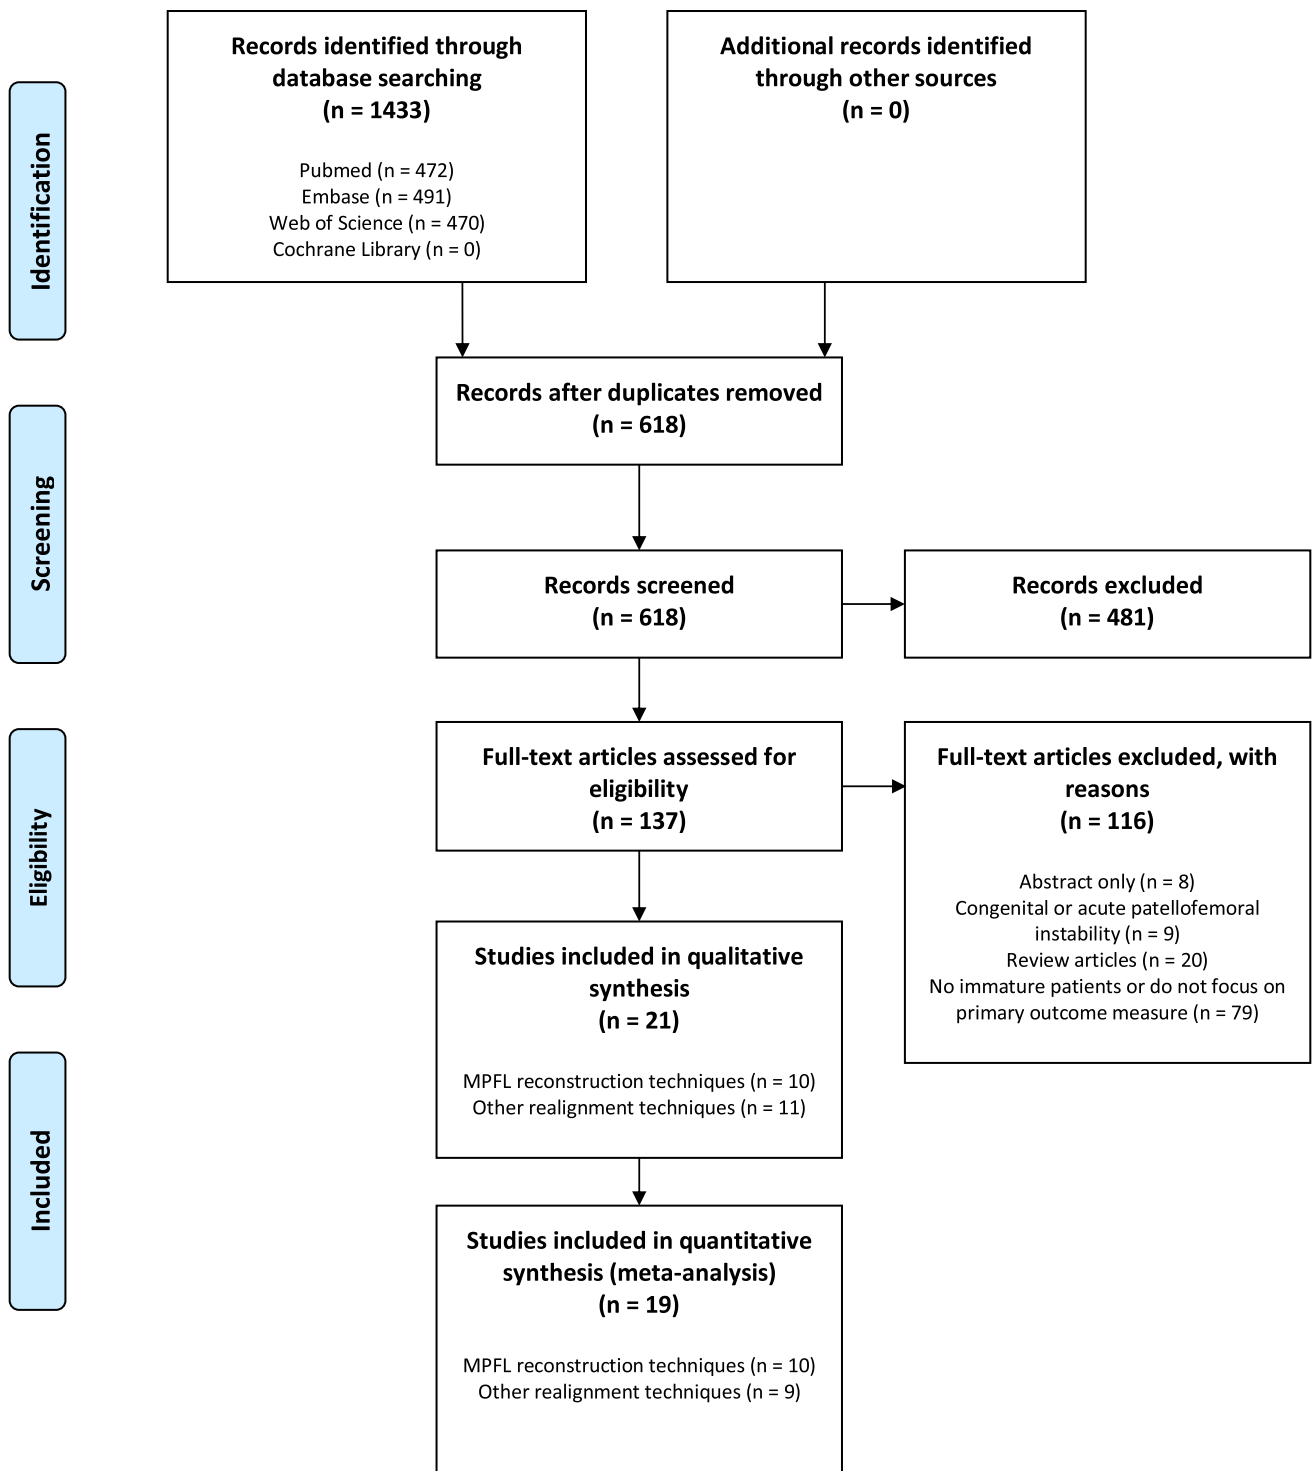 Identification
Records identified through
database searching
(n = 1433)
Pubmed (n = 472)
Embase (n = 491)
Web of Science (n = 470)
Cochrane Library (n = 0)
Additional records identified
through other sources
(n = 0)
Records after duplicates removed
(n = 618)
Screening
Records screened
(n = 618)
Records excluded
(n = 481)
Eligibility
Full-text articles assessed for
eligibility
(n = 137)
Full-text articles excluded, with
reasons
(n = 116)
Abstract only (n = 8)
Congenital or acute patellofemoral
instability (n = 9)
Review articles (n = 20)
No immature patients or do not focus on
primary outcome measure (n = 79)
Included
Studies included in qualitative
synthesis
(n = 21)
MPFL reconstruction techniques (n = 10)
Other realignment techniques (n = 11)
Studies included in quantitative
synthesis (meta-analysis)
(n = 19)
MPFL reconstruction techniques (n = 10)
Other realignment techniques (n = 9)